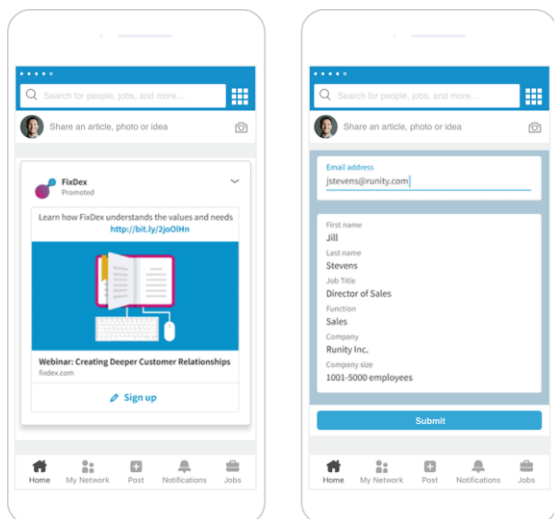 Search for people, jobs, and more...
Share an article, photo or idea
FixDex
Promoted
Learn how FixDex understands the values and needs
http://bit.ly/2joOlHn
Webinar: Creating Deeper Customer Relationships
fixdex.com
Sign up
Home My Network Post Notifications Jobs
Search for people, jobs, and more...
Share an article, photo or idea
Email address
jstevens@runity.com
First name
Jill
Last name
Stevens
Job Title
Director of Sales
Function
Sales
Company
Runity Inc.
Company size
1001-5000 employees
Submit
Home My Network Post Notifications Jobs